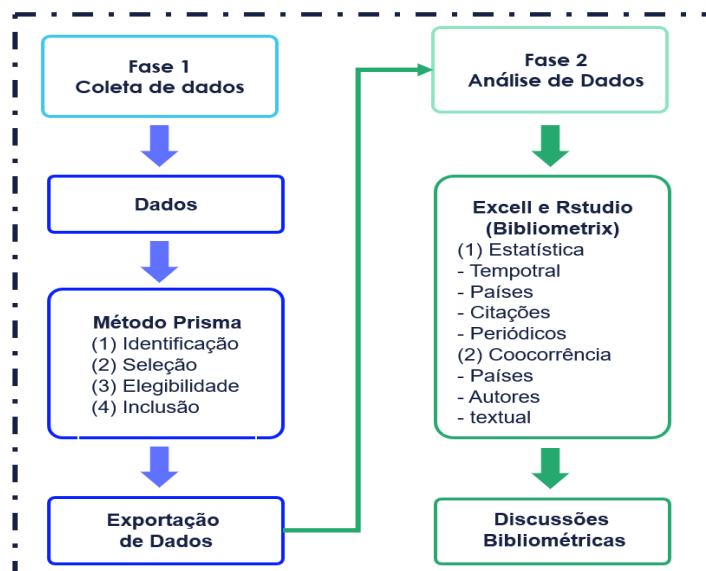 Fase 1
Coleta de dados
Dados
Método Prisma
(1) Identificação
(2) Seleção
(3) Elegibilidade
(4) Inclusão
Exportação
de Dados
Fase 2
Análise de Dados
Excell e Rstudio
(Bibliometrix)
(1) Estatística
- Tempotral
- Países
- Citações
- Periódicos
(2) Coocorrência
- Países
- Autores
- textual
Discussões
Bibliométricas